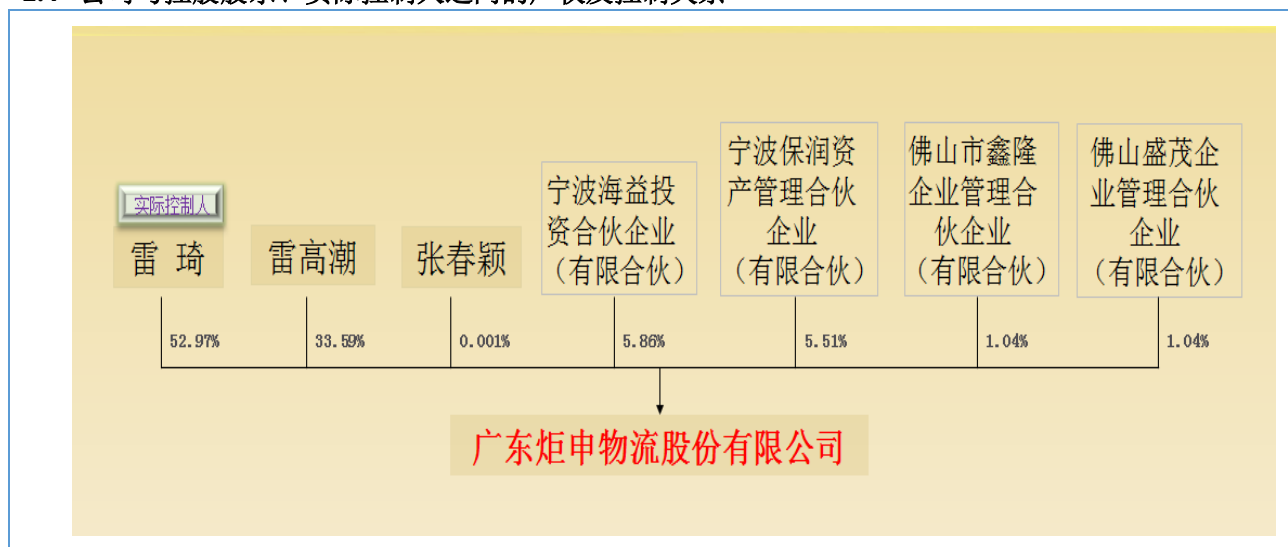 实际控制人
雷 琦
雷高潮
张春颖
宁波海益投
资合伙企业
（有限合伙）
宁波保润资
产管理合伙
企业
（有限合伙）
佛山市鑫隆
企业管理合
伙企业
（有限合伙）
佛山盛茂企
业管理合伙
企业
（有限合伙）
52.97%
33.59%
0.001%
5.86%
5.51%
1.04%
1.04%
广东炬申物流股份有限公司